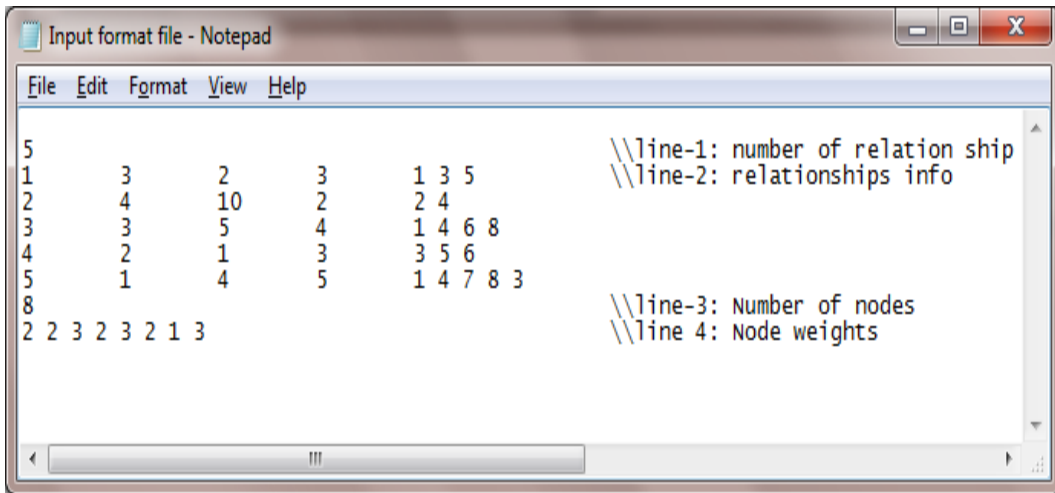 Input format file - Notepad
File Edit Format View Help
5 \\line-1: number of relation ship
1 3 2 3 1 3 5 \\line-2: relationships info
2 4 10 2 2 4
3 3 5 4 1 4 6 8
4 2 1 3 3 5 6
5 1 4 5 1 4 7 8 3
8 \\line-3: Number of nodes
2 2 3 2 3 2 1 3 \\line 4: Node weights